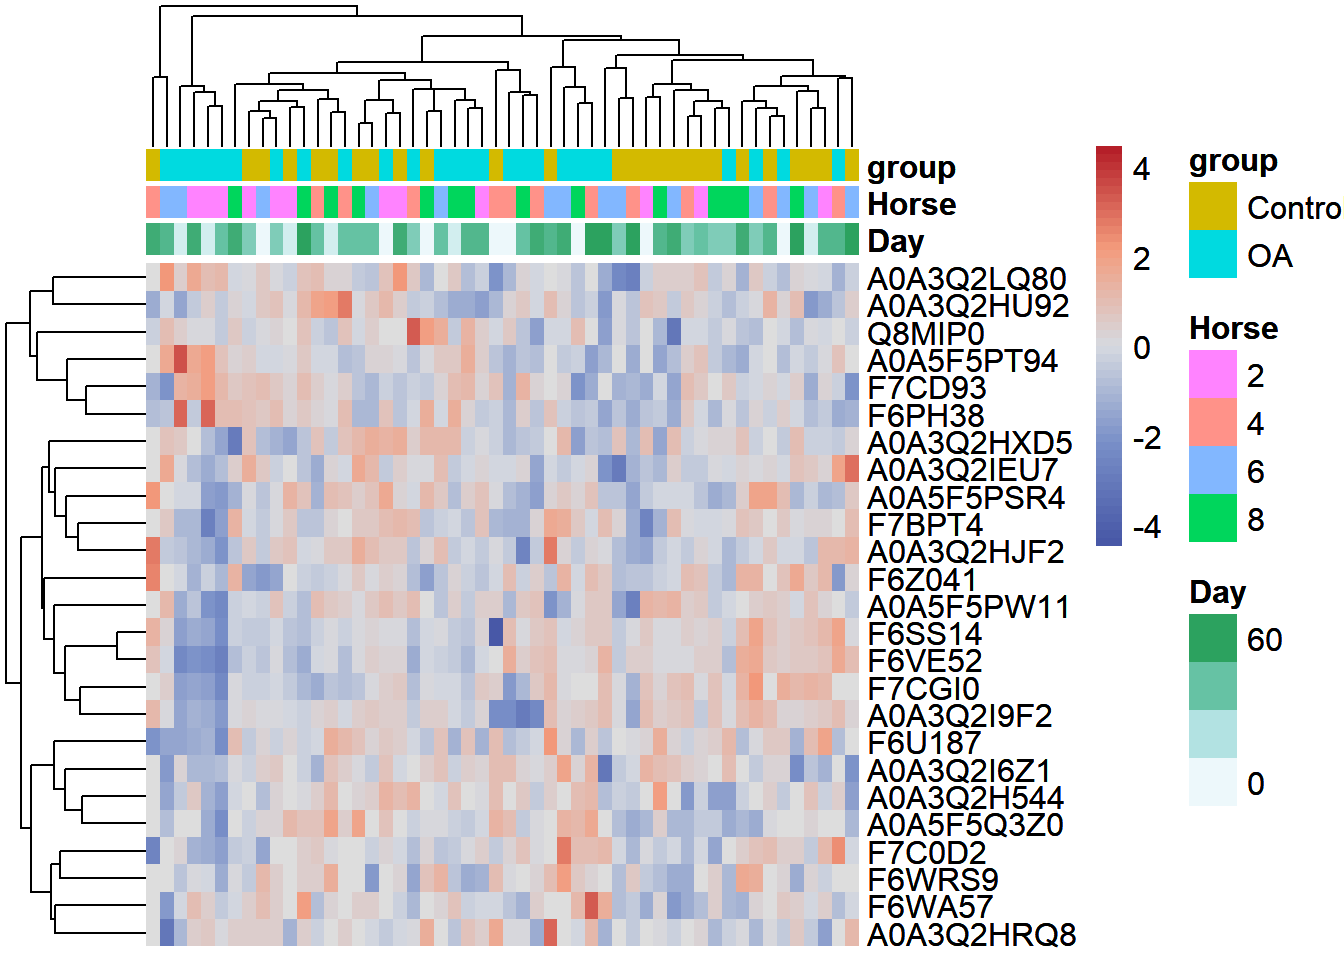 group
Horse
Day
A0A3Q2LQ80
A0A3Q2HU92
Q8MIP0
A0A5F5PT94
F7CD93
F6PH38
A0A3Q2HXD5
A0A3Q2IEU7
A0A5F5PSR4
F7BPT4
A0A3Q2HJF2
F6Z041
A0A5F5PW11
F6SS14
F6VE52
F7CGI0
A0A3Q2I9F2
F6U187
A0A3Q2I6Z1
A0A3Q2H544
A0A5F5Q3Z0
F7C0D2
F6WRS9
F6WA57
A0A3Q2HRQ8
4
2
0
-2
-4
group
Contro
OA
Horse
2
4
6
8
Day
60
0